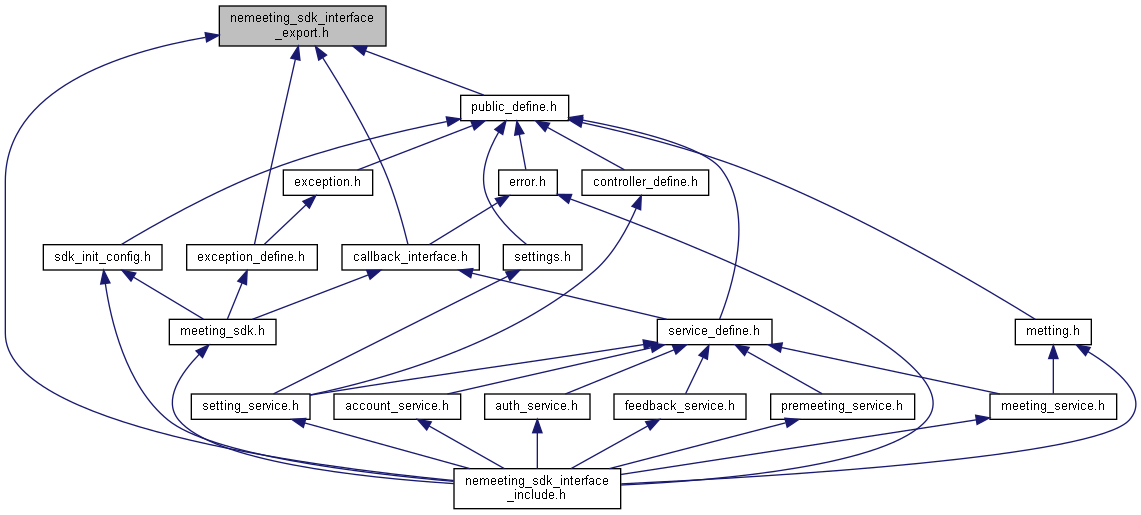 nemeeting_sdk_interface
_export.h
public_define.h
exception.h
error.h
controller_define.h
sdk_init_config.h
exception_define.h
callback_interface.h
settings.h
meeting_sdk.h
service_define.h
metting.h
setting_service.h
account_service.h
auth_service.h
feedback_service.h
premeeting_service.h
meeting_service.h
nemeeting_sdk_interface
_include.h